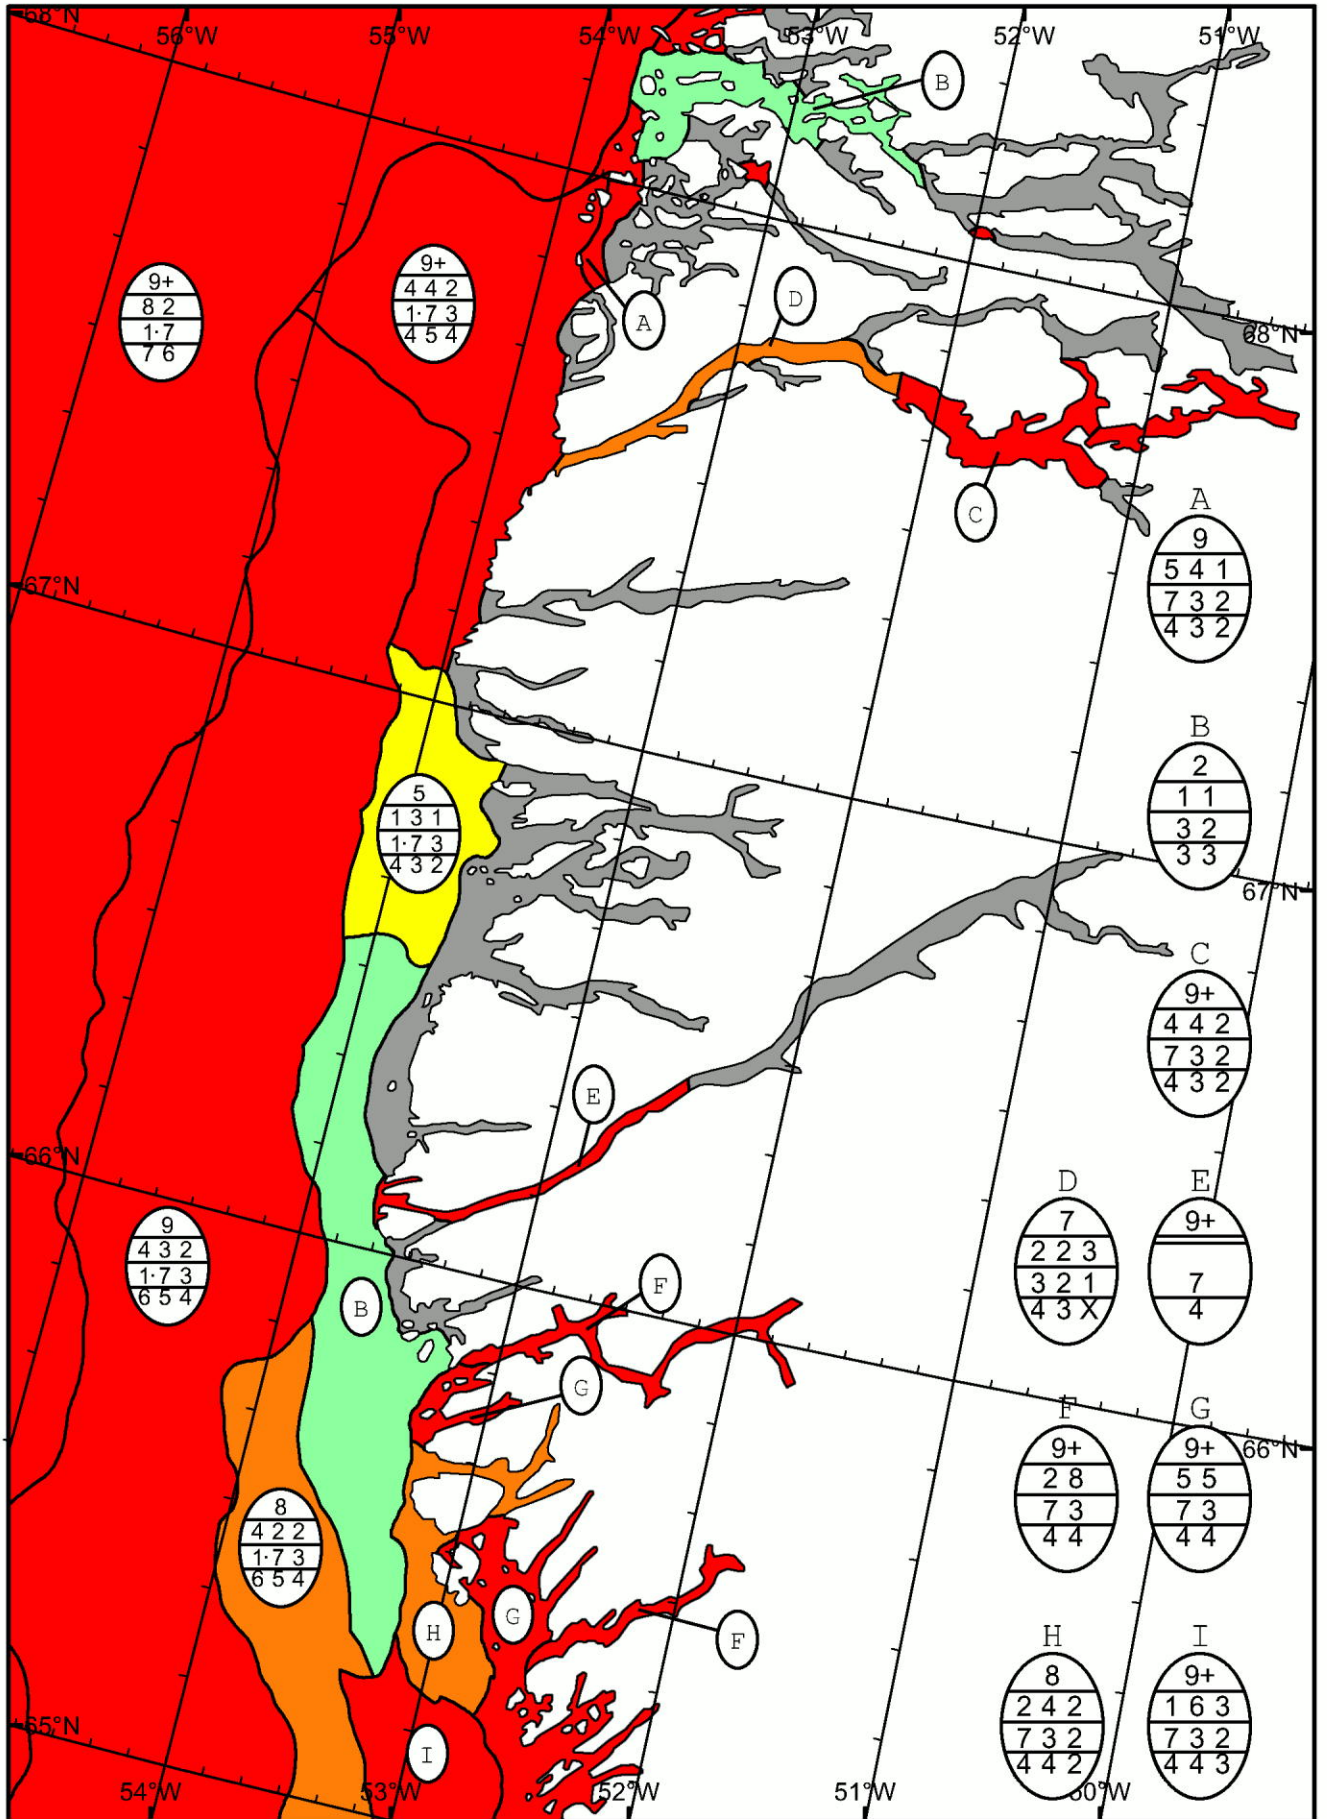 68°N
56°W 55°W 54°W 53°W 52°W 51°W
B
9+
8 2
1·7
7 6
9+
4 4 2
1·7 3
4 5 4
A
D
68°N
C
67°N
A
9
5 4 1
7 3 2
4 3 2
B
2
1 1
3 2
3 3
5
1 3 1
1·7 3
4 3 2
67°N
C
9+
4 4 2
7 3 2
4 3 2
E
66°N
D
7
2 2 3
3 2 1
4 3 X
E
9+
7
4
9
4 3 2
1·7 3
6 5 4
B
F
G
F
9+
2 8
7 3
4 4
G
9+
5 5
7 3
4 4
66°N
8
4 2 2
1·7 3
6 5 4
H
G
F
H
8
2 4 2
7 3 2
4 4 2
I
9+
1 6 3
7 3 2
4 4 3
65°N
I
54°W 53°W 52°W 51°W 50°W